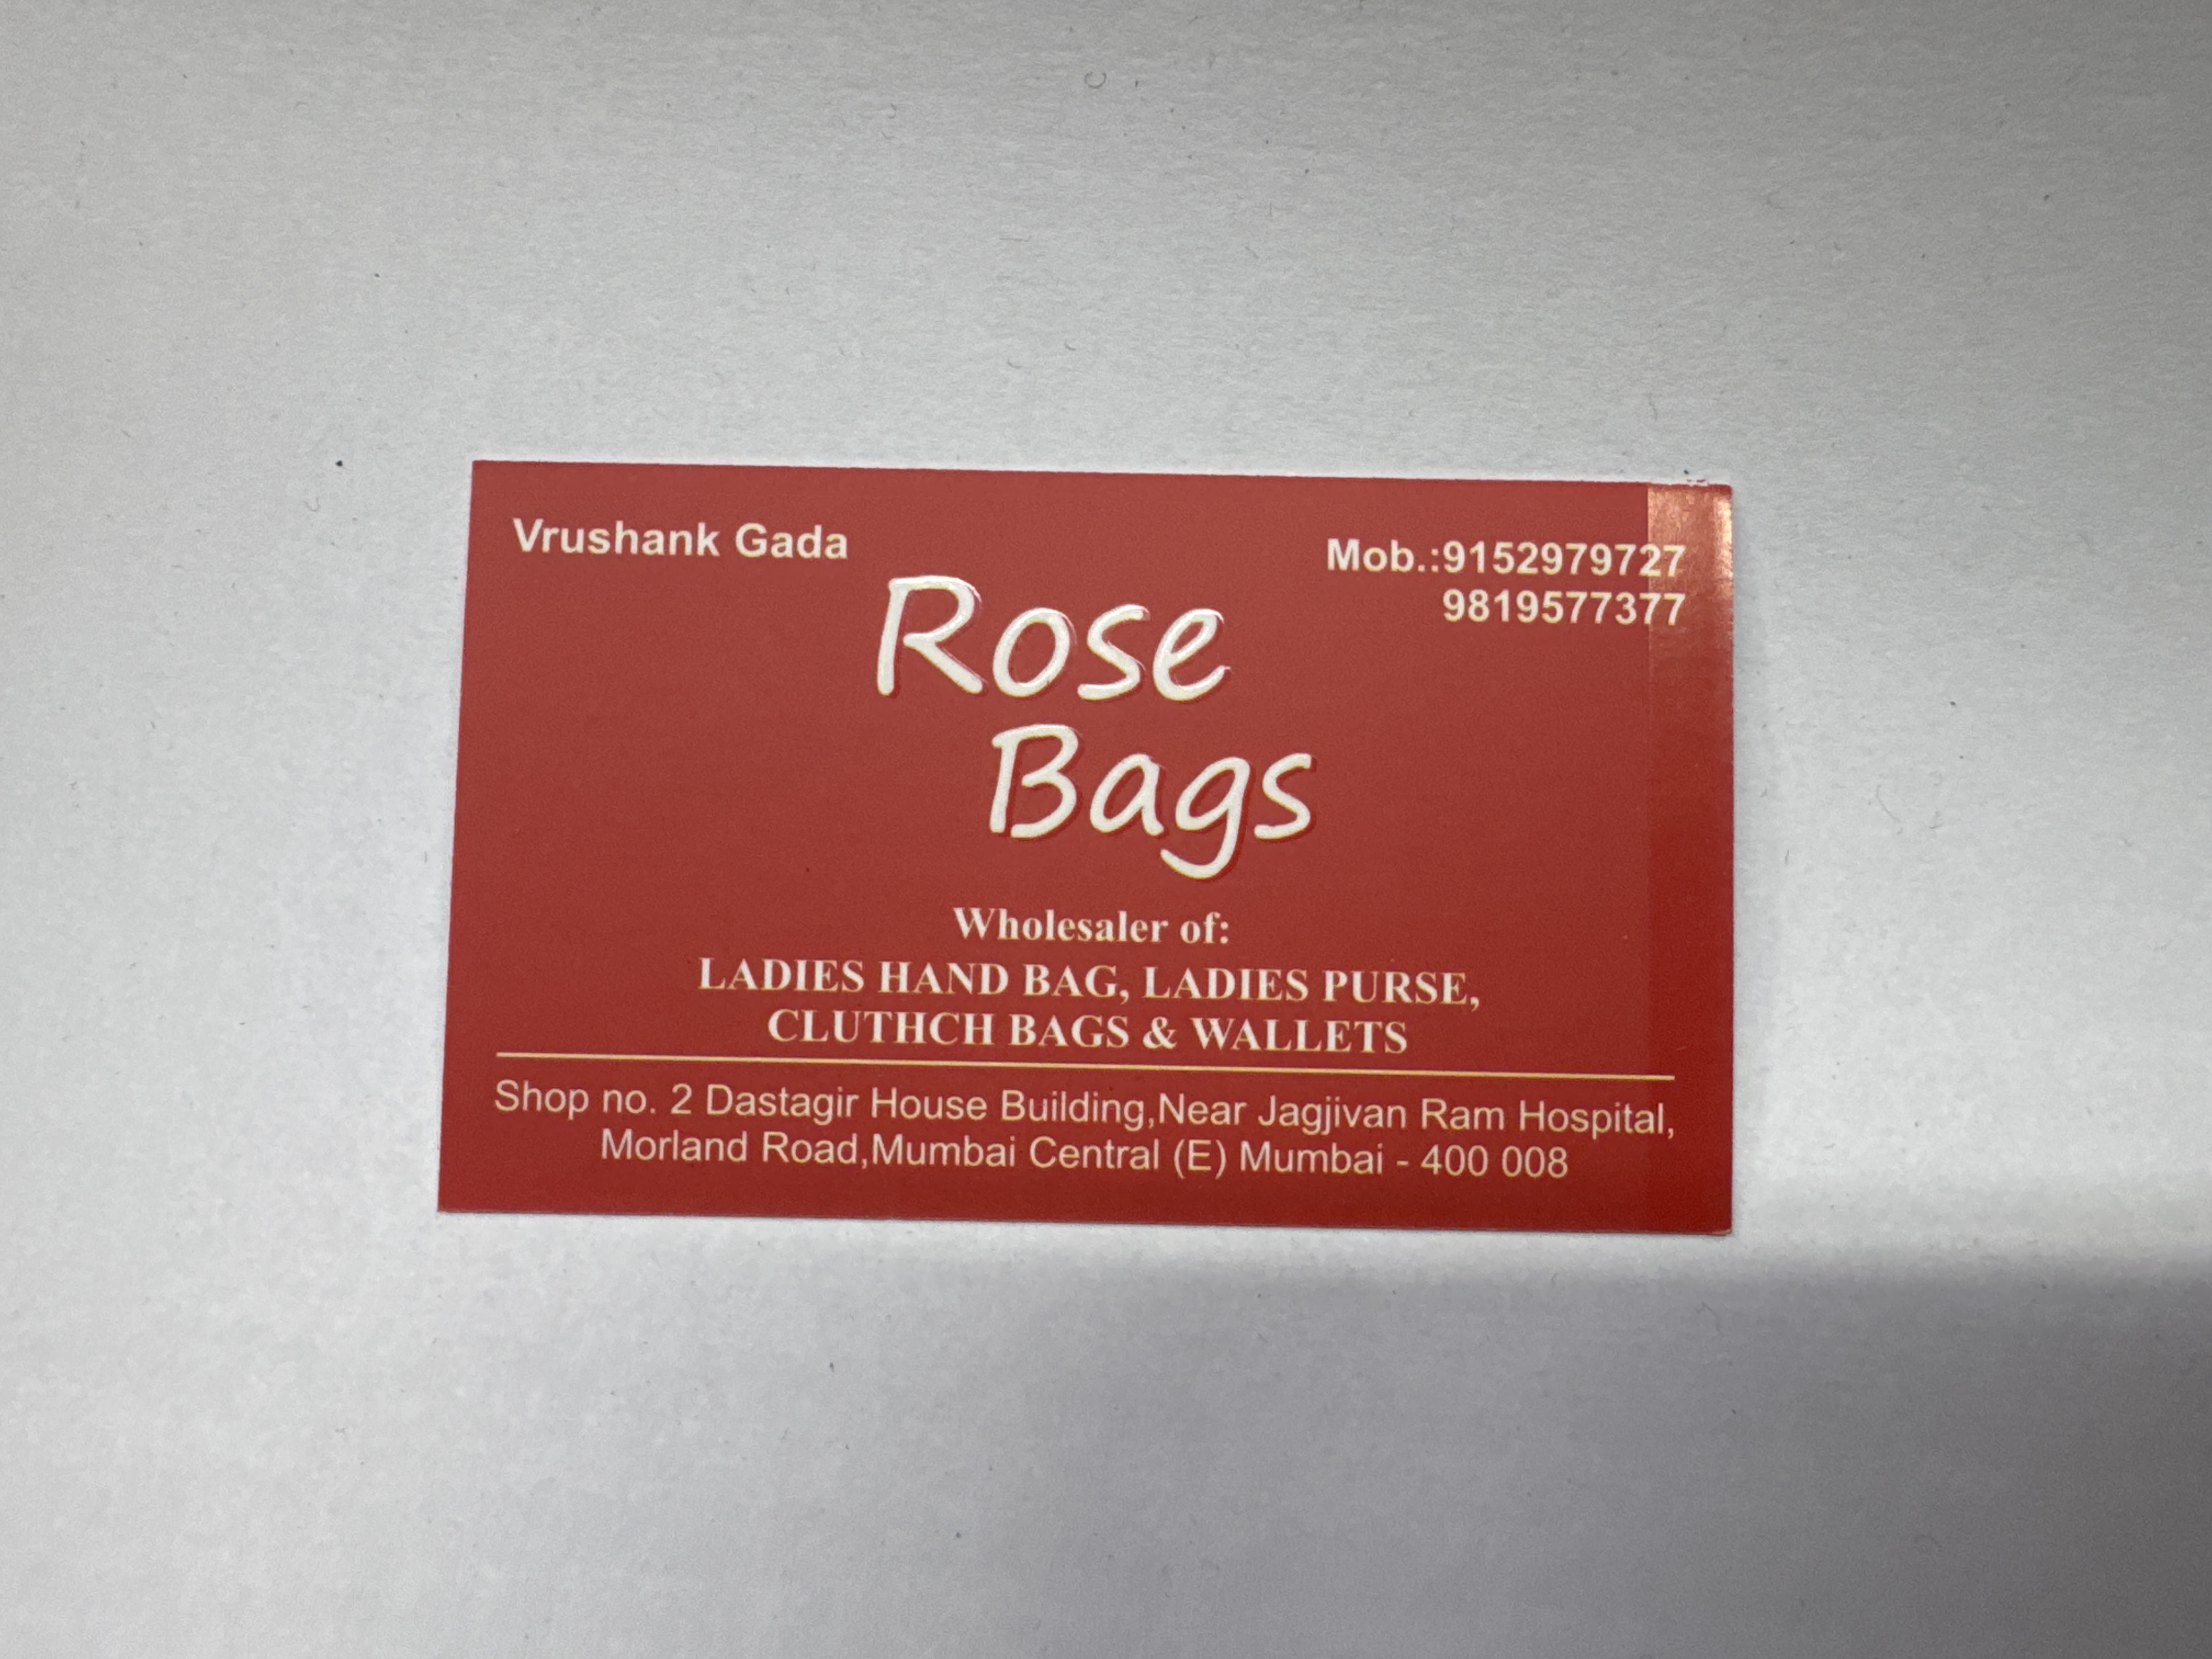 Vrushank Gada
Mob.:9152979727
9819577377
Rose
Bags
Wholesaler of:
LADIES HAND BAG, LADIES PURSE,
CLUTHCH BAGS & WALLETS
Shop no. 2 Dastagir House Building,Near Jagjivan Ram Hospital,
Morland Road,Mumbai Central (E) Mumbai - 400 008